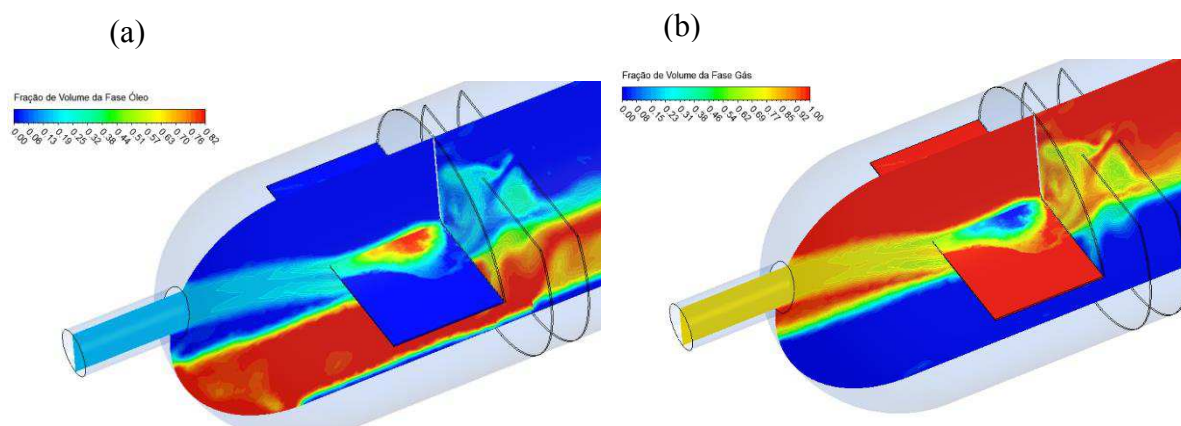 (a)
(b)
Fração de Volume da Fase Óleo
0.00 0.06 0.13 0.19 0.25 0.32 0.38 0.44 0.51 0.57 0.63 0.70 0.76 0.82
Fração de Volume da Fase Gás
0.00 0.08 0.15 0.23 0.31 0.38 0.46 0.54 0.62 0.69 0.77 0.85 0.92 1.00